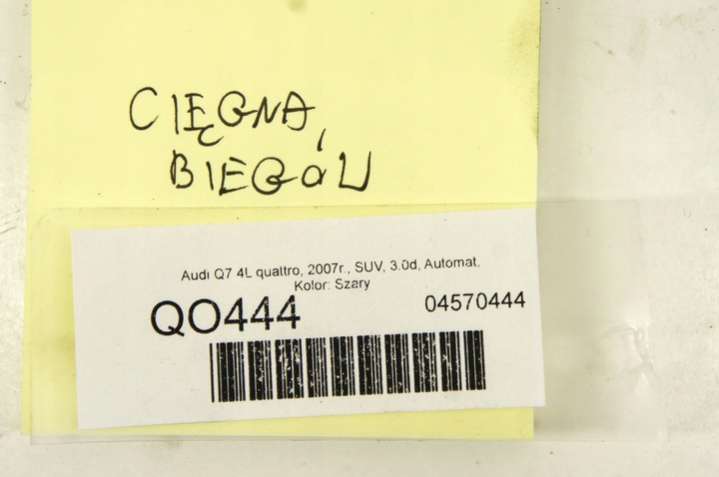 CIĘGNA
BIEGÓW
Audi Q7 4L quattro, 2007r., SUV, 3.0d, Automat.
Kolor: Szary
QO444
04570444